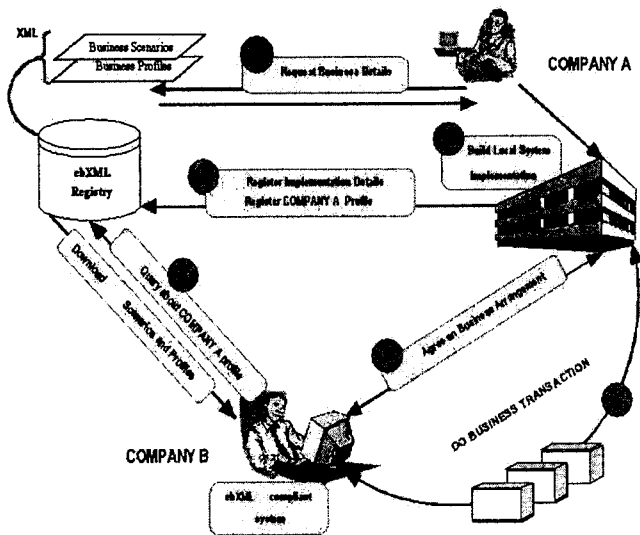 XML
Business Scenarios
Business Profiles
Request Business Details
COMPANY A
Build Local System
Implementation
ebXML
Registry
Register Implementation Details
Register COMPANY A Profile
Query about COMPANY A profile
Download
Scenarios and Profiles
Agree on Business Arrangement
DO BUSINESS TRANSACTION
COMPANY B
ebXML compliant
system